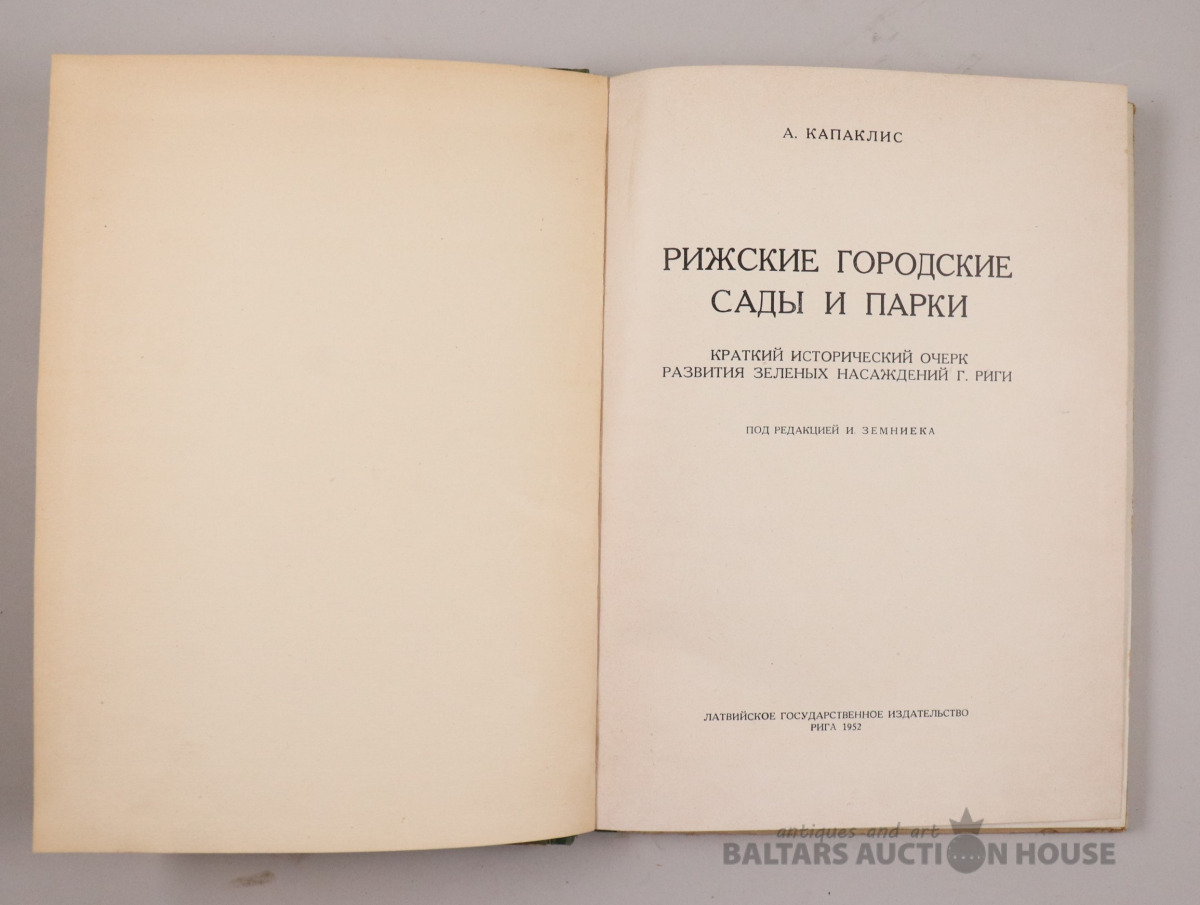 А. КАПАКЛИС
РИЖСКИЕ ГОРОДСКИЕ
САДЫ И ПАРКИ
КРАТКИЙ ИСТОРИЧЕСКИЙ ОЧЕРК
РАЗВИТИЯ ЗЕЛЕНЫХ НАСАЖДЕНИЙ Г. РИГИ
ПОД РЕДАКЦИЕЙ И. ЗЕМНИЕКА
ЛАТВИЙСКОЕ ГОСУДАРСТВЕННОЕ ИЗДАТЕЛЬСТВО
РИГА 1952
antiques and art
BALTARS AUCTION HOUSE